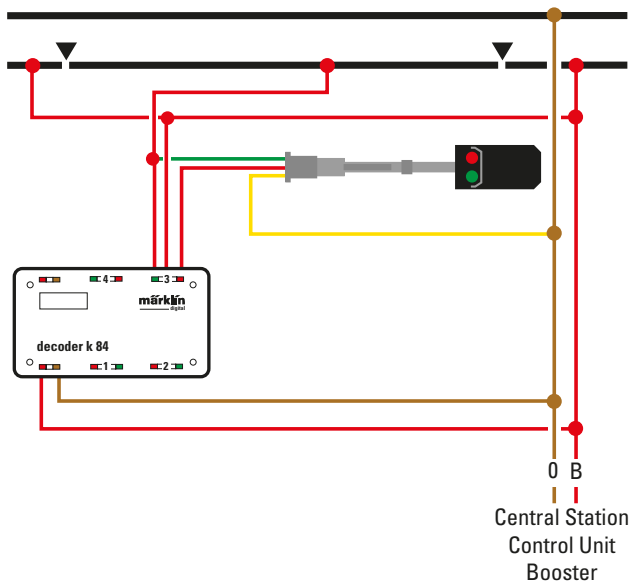 4
3
märklin
digital
decoder k 84
1
2
0 B
Central Station
Control Unit
Booster